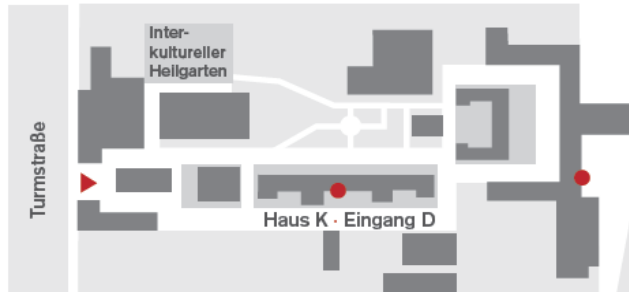 Inter-
kultureller
Heilgarten
Turmstraße
Haus K · Eingang D